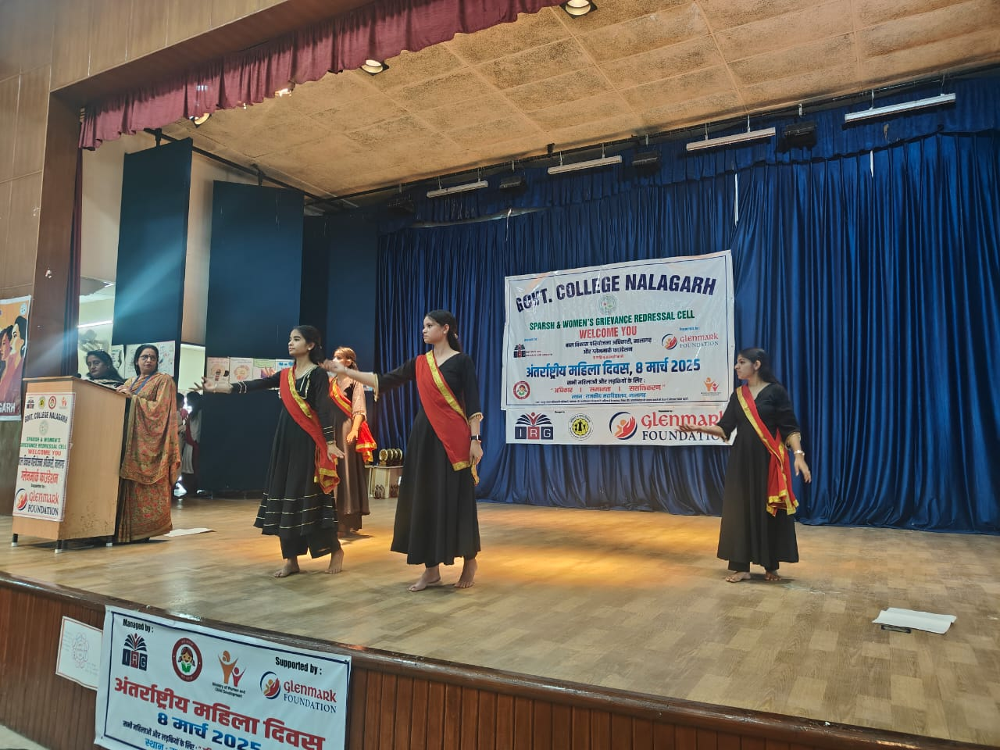 GOVT. COLLEGE NALAGARH
SPARSH & WOMEN'S GRIEVANCE REDRESSAL CELL
WELCOME YOU
बाल विकास परियोजना अधिकारी, नालागढ़
और ग्लेनमार्क फाउंडेशन
Supported by:
GLENMARK
FOUNDATION
अंतर्राष्ट्रीय महिला दिवस, 8 मार्च 2025
सभी महिलाओं और लड़कियों के लिए :
" अधिकार । समानता । सशक्तिकरण "
स्थान : राजकीय महाविद्यालय, नालागढ़
IRG
GLENMARK
FOUNDATION
GARH
GOVT. COLLEGE NALAGARH
SPARSH & WOMEN'S
GRIEVANCE REDRESSAL CELL
WELCOME YOU
बाल विकास परियोजना अधिकारी, नालागढ़
ग्लेनमार्क फाउंडेशन
Supported by:
GLENMARK
FOUNDATION
Managed by :
Supported by :
IRG
Ministry of Women and
Child Development
GLENMARK
FOUNDATION
अंतर्राष्ट्रीय महिला दिवस
8 मार्च 2025
सभी महिलाओं और लड़कियों के लिए :
स्थान :